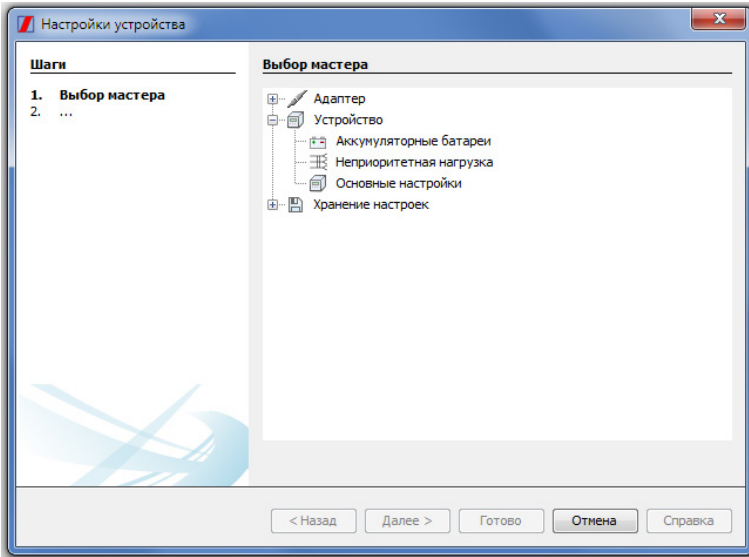 Настройки устройства
Шаги
1. Выбор мастера
2. ...
Выбор мастера
Адаптер
Устройство
Аккумуляторные батареи
Неприоритетная нагрузка
Основные настройки
Хранение настроек
< Назад Далее > Готово Отмена Справка